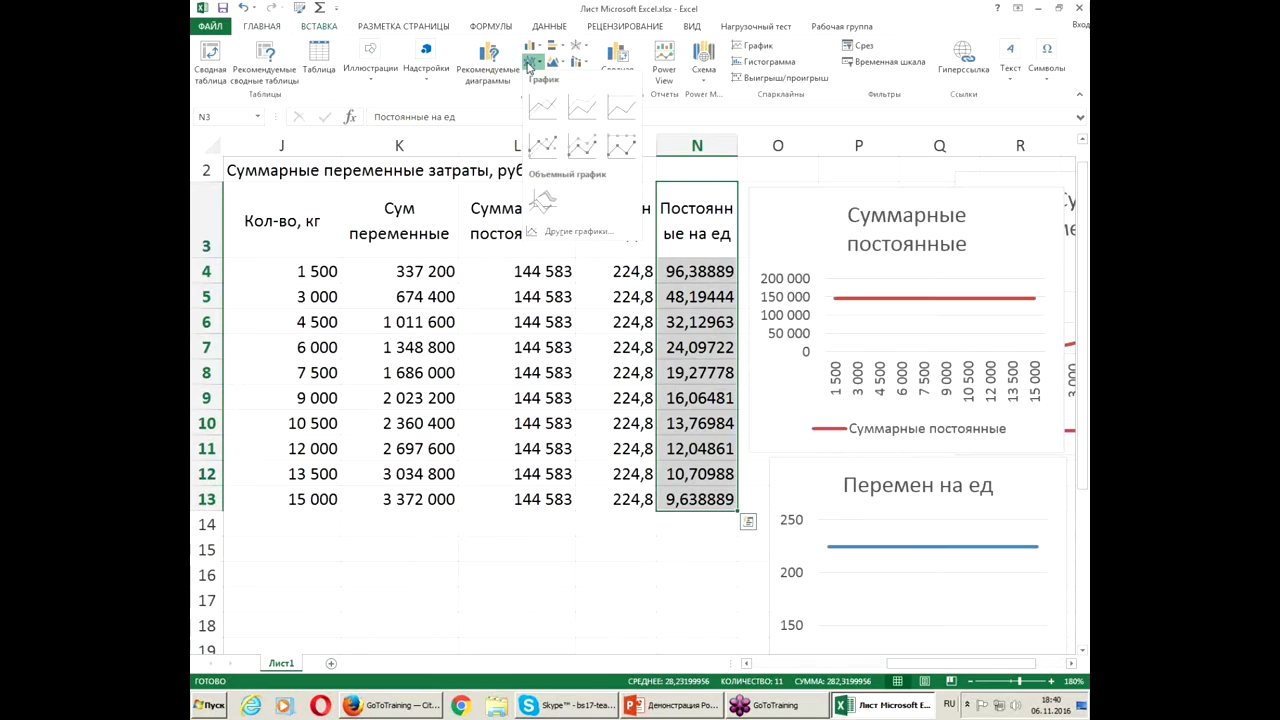 Лист Microsoft Excel.xlsx - Excel
ФАЙЛ ГЛАВНАЯ ВСТАВКА РАЗМЕТКА СТРАНИЦЫ ФОРМУЛЫ ДАННЫЕ РЕЦЕНЗИРОВАНИЕ ВИД Нагрузочный тест Рабочая группа Вход
Сводная таблица
Рекомендуемые сводные таблицы
Таблица
Иллюстрации
Надстройки
Рекомендуемые диаграммы
Power View
Схема
График
Гистограмма
Выигрыш/проигрыш
Срез
Временная шкала
Гиперссылка
Текст
Символы
Таблицы
Отчеты
Power M...
Спарклайны
Фильтры
Ссылки
График
Объемный график
Другие графики...
N3
Постоянные на ед
J K L N O P Q R
2 Суммарные переменные затраты, руб
3 Кол-во, кг
Сум переменные
Постоянн
ые на ед
4 1 500 337 200 144 583 224,8 96,38889
5 3 000 674 400 144 583 224,8 48,19444
6 4 500 1 011 600 144 583 224,8 32,12963
7 6 000 1 348 800 144 583 224,8 24,09722
8 7 500 1 686 000 144 583 224,8 19,27778
9 9 000 2 023 200 144 583 224,8 16,06481
10 10 500 2 360 400 144 583 224,8 13,76984
11 12 000 2 697 600 144 583 224,8 12,04861
12 13 500 3 034 800 144 583 224,8 10,70988
13 15 000 3 372 000 144 583 224,8 9,638889
14
15
16
17
18
19
Суммарные
постоянные
200 000
150 000
100 000
50 000
0
1 500 3 000 4 500 6 000 7 500 9 000 10 500 12 000 13 500 15 000
Суммарные постоянные
Перемен на ед
250
200
150
Лист1
ГОТОВО СРЕДНЕЕ: 28,23199956 КОЛИЧЕСТВО: 11 СУММА: 282,3199956 180%
Пуск
GoToTraining — Cit...
Skype™ - bs17-tea...
Демонстрация Po...
GoToTraining
Лист Microsoft Exc...
RU
18:40
06.11.2016